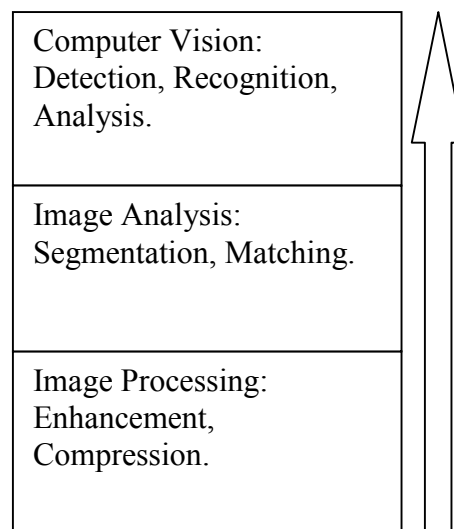 Computer Vision:
Detection, Recognition,
Analysis.
Image Analysis:
Segmentation, Matching.
Image Processing:
Enhancement,
Compression.